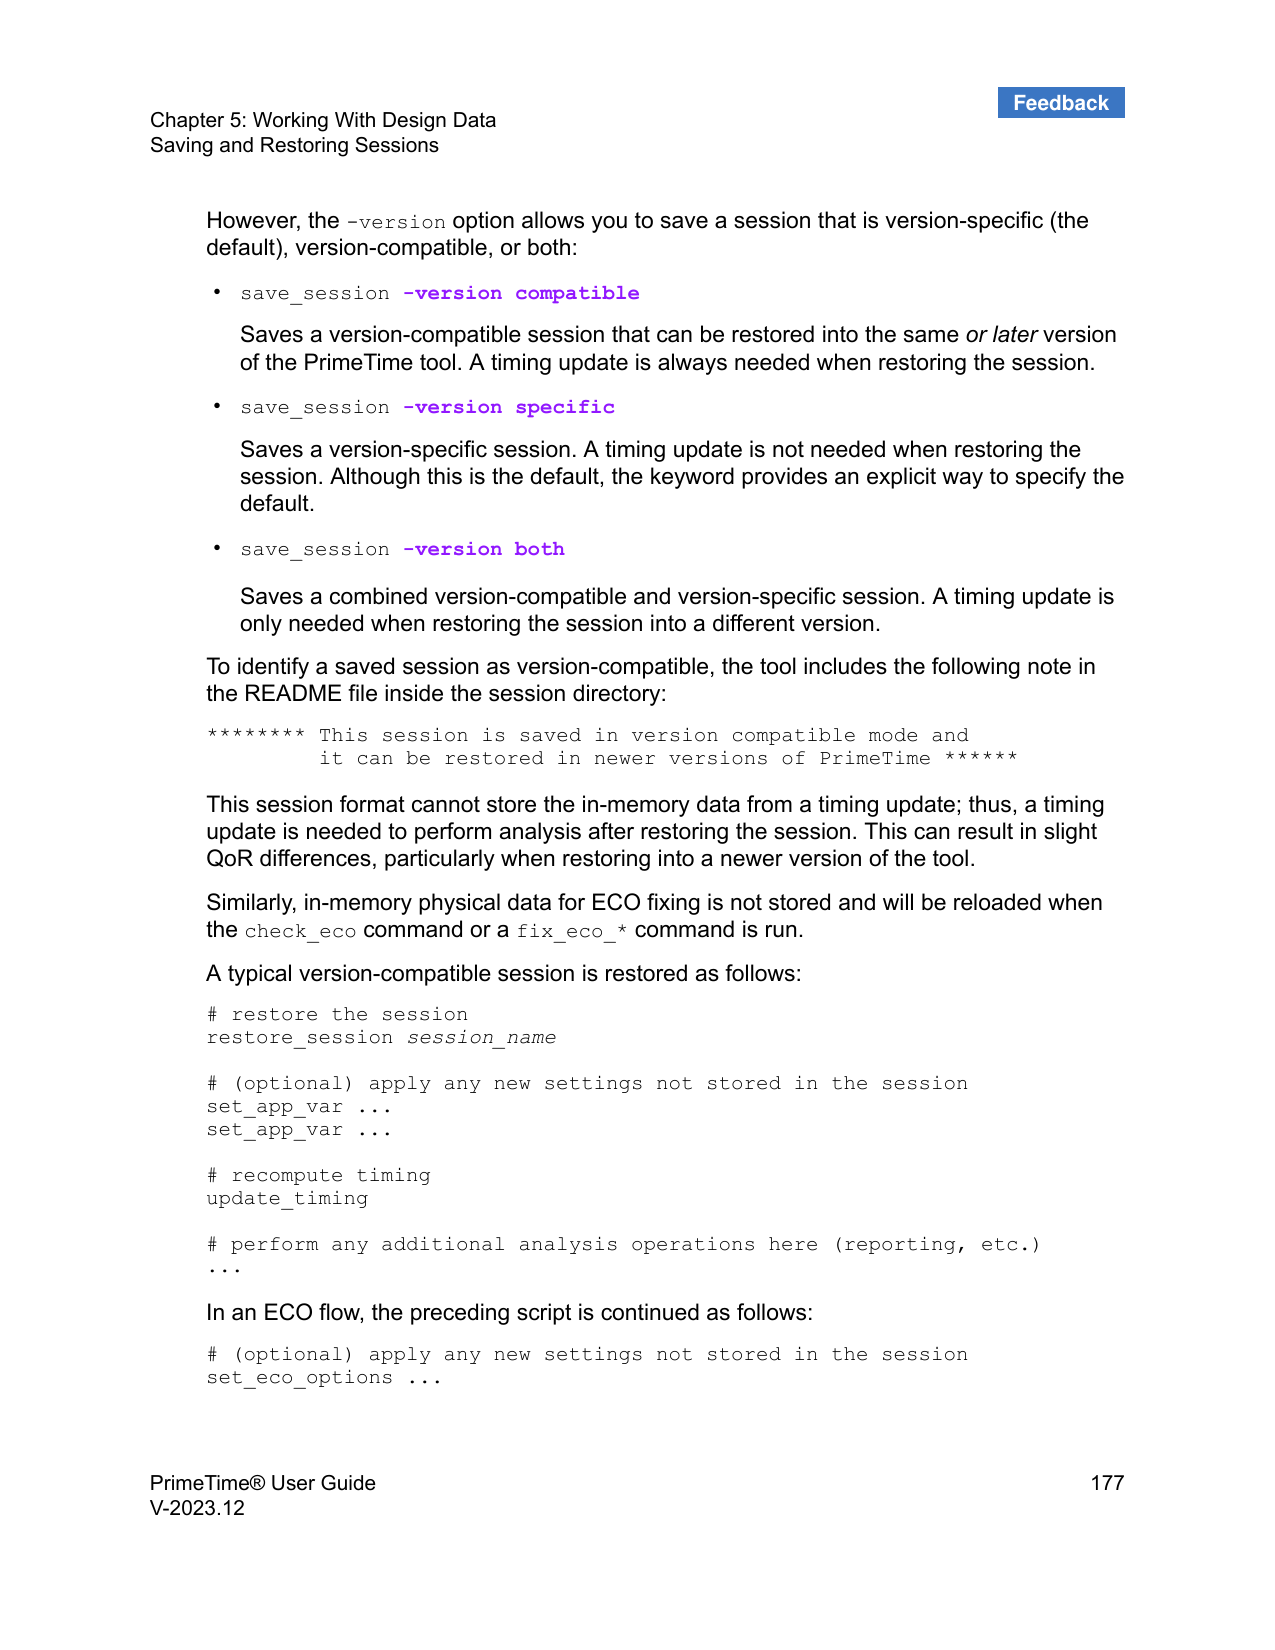 Feedback
Chapter 5: Working With Design Data
Saving and Restoring Sessions
However, the -version option allows you to save a session that is version-specific (the
default), version-compatible, or both:
• save_session -version compatible
Saves a version-compatible session that can be restored into the same or later version
of the PrimeTime tool. A timing update is always needed when restoring the session.
• save_session -version specific
Saves a version-specific session. A timing update is not needed when restoring the
session. Although this is the default, the keyword provides an explicit way to specify the
default.
• save_session -version both
Saves a combined version-compatible and version-specific session. A timing update is
only needed when restoring the session into a different version.
To identify a saved session as version-compatible, the tool includes the following note in
the README file inside the session directory:
******** This session is saved in version compatible mode and
it can be restored in newer versions of PrimeTime ******
This session format cannot store the in-memory data from a timing update; thus, a timing
update is needed to perform analysis after restoring the session. This can result in slight
QoR differences, particularly when restoring into a newer version of the tool.
Similarly, in-memory physical data for ECO fixing is not stored and will be reloaded when
the check_eco command or a fix_eco_* command is run.
A typical version-compatible session is restored as follows:
# restore the session
restore_session session_name
# (optional) apply any new settings not stored in the session
set_app_var ...
set_app_var ...
# recompute timing
update_timing
# perform any additional analysis operations here (reporting, etc.)
...
In an ECO flow, the preceding script is continued as follows:
# (optional) apply any new settings not stored in the session
set_eco_options ...
PrimeTime® User Guide
177
V-2023.12